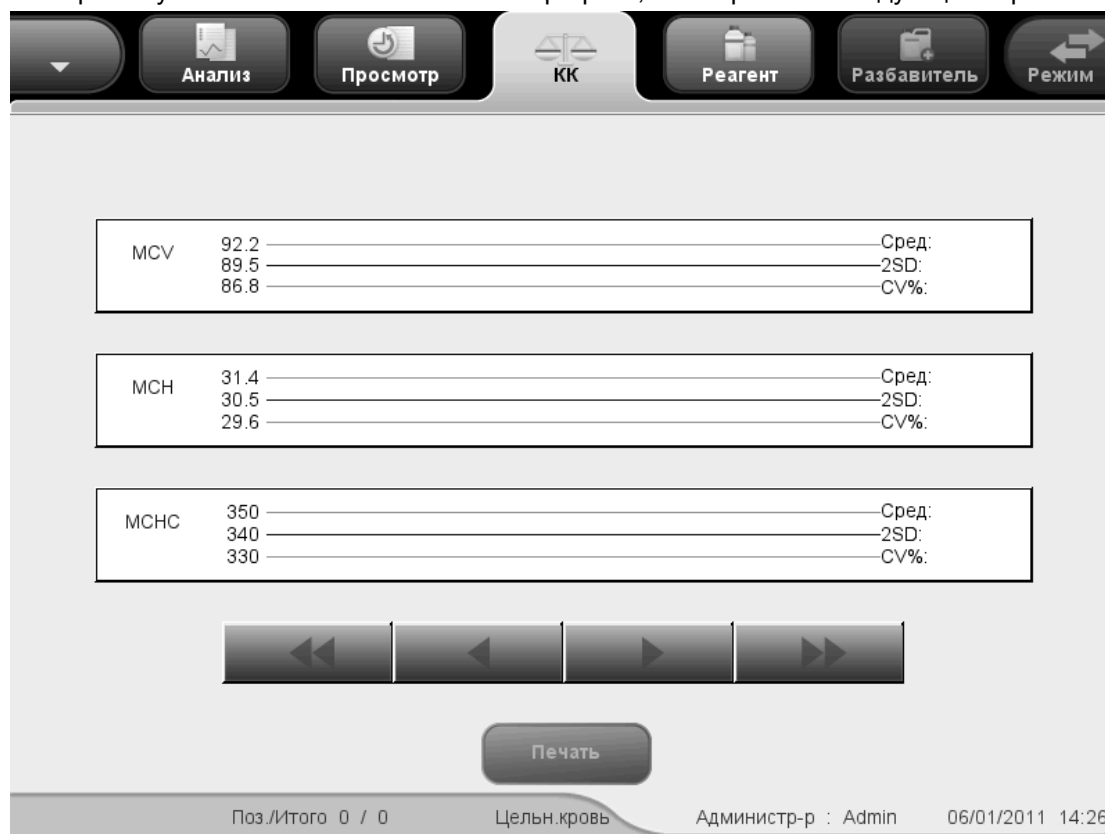 Анализ
Просмотр
КК
Реагент
Разбавитель
Режим
MCV
92.2
Сред:
89.5
2SD:
86.8
CV%:
MCH
31.4
Сред:
30.5
2SD:
29.6
CV%:
MCHC
350
Сред:
340
2SD:
330
CV%:
Печать
Поз./Итого 0 / 0 Цельн.кровь Администр-р : Admin 06/01/2011 14:26